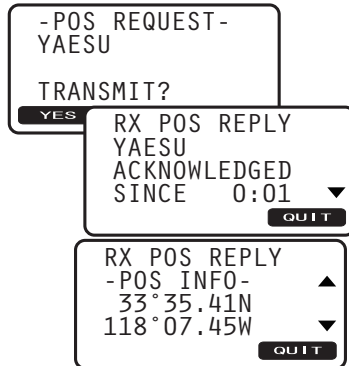 -POS REQUEST-
YAESU
TRANSMIT?
YES
RX POS REPLY
YAESU
ACKNOWLEDGED
SINCE 0:01 ▼
QUIT
RX POS REPLY
-POS INFO- ▲
33°35.41N
118°07.45W ▼
QUIT